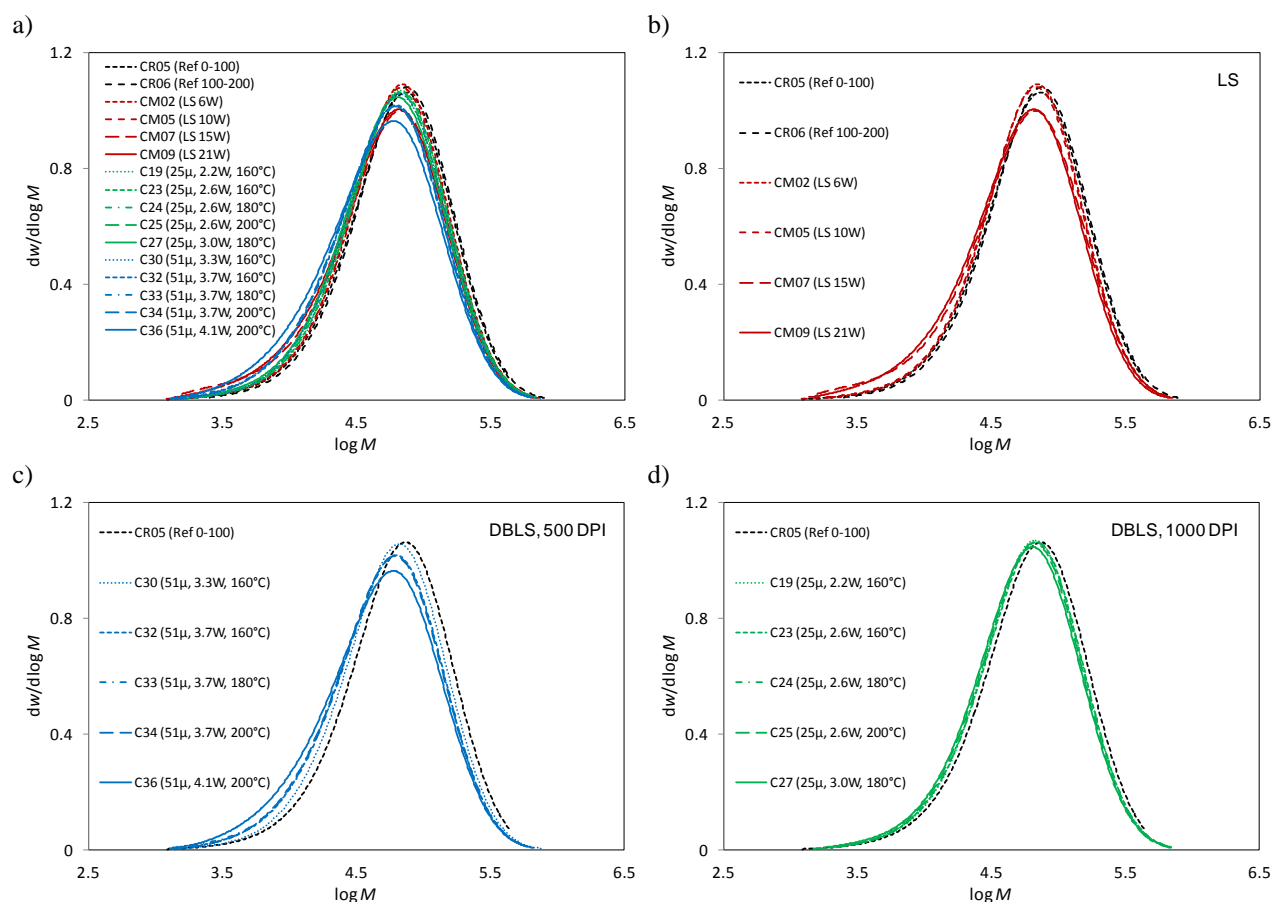 a)
1.2
0.8
0.4
0
dw/dlog M
CR05 (Ref 0-100)
CR06 (Ref 100-200)
CM02 (LS 6W)
CM05 (LS 10W)
CM07 (LS 15W)
CM09 (LS 21W)
C19 (25µ, 2.2W, 160°C)
C23 (25µ, 2.6W, 160°C)
C24 (25µ, 2.6W, 180°C)
C25 (25µ, 2.6W, 200°C)
C27 (25µ, 3.0W, 180°C)
C30 (51µ, 3.3W, 160°C)
C32 (51µ, 3.7W, 160°C)
C33 (51µ, 3.7W, 180°C)
C34 (51µ, 3.7W, 200°C)
C36 (51µ, 4.1W, 200°C)
2.5 3.5 4.5 5.5 6.5
log M
b)
1.2
0.8
0.4
0
dw/dlog M
LS
CR05 (Ref 0-100)
CR06 (Ref 100-200)
CM02 (LS 6W)
CM05 (LS 10W)
CM07 (LS 15W)
CM09 (LS 21W)
2.5 3.5 4.5 5.5 6.5
log M
c)
1.2
0.8
0.4
0
dw/dlog M
DBLS, 500 DPI
CR05 (Ref 0-100)
C30 (51µ, 3.3W, 160°C)
C32 (51µ, 3.7W, 160°C)
C33 (51µ, 3.7W, 180°C)
C34 (51µ, 3.7W, 200°C)
C36 (51µ, 4.1W, 200°C)
2.5 3.5 4.5 5.5 6.5
log M
d)
1.2
0.8
0.4
0
dw/dlog M
DBLS, 1000 DPI
CR05 (Ref 0-100)
C19 (25µ, 2.2W, 160°C)
C23 (25µ, 2.6W, 160°C)
C24 (25µ, 2.6W, 180°C)
C25 (25µ, 2.6W, 200°C)
C27 (25µ, 3.0W, 180°C)
2.5 3.5 4.5 5.5 6.5
log M